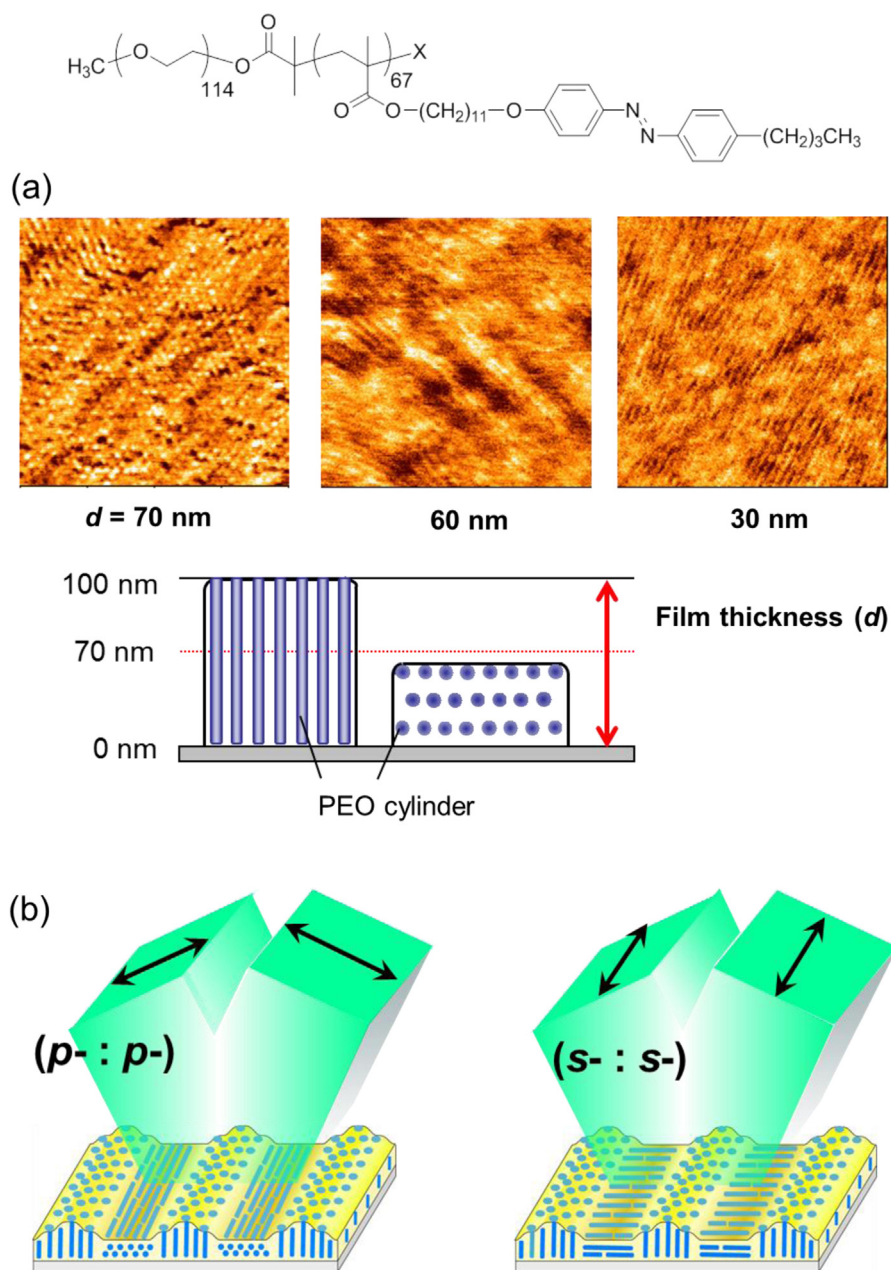 H₃C O 114 O O 67 X
O O (CH₂)₁₁ O N N (CH₂)₃CH₃
(a)
d = 70 nm 60 nm 30 nm
100 nm
Film thickness (d)
70 nm
0 nm
PEO cylinder
(b)
(p- : p-) (s- : s-)